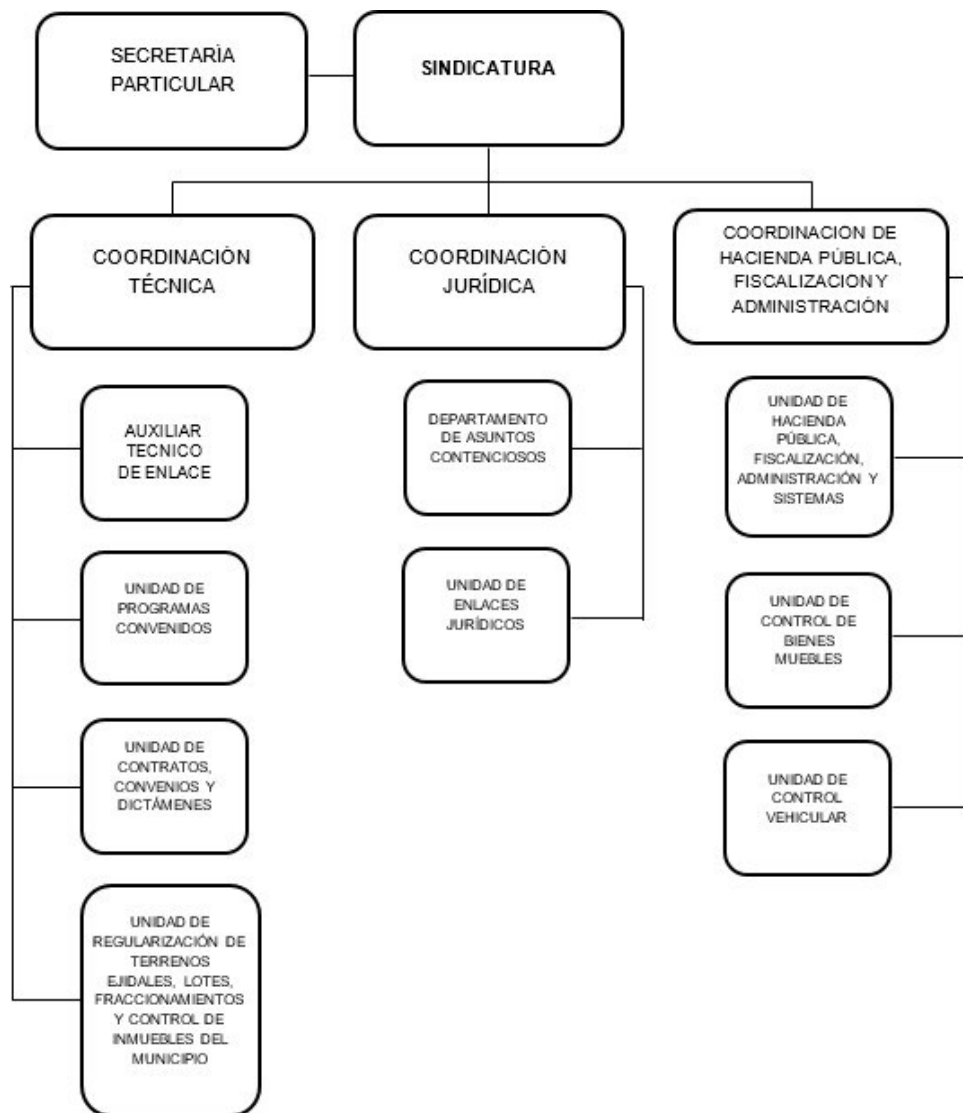 SECRETARÌA
PARTICULAR
SINDICATURA
COORDINACIÒN
TÉCNICA
COORDINACIÒN
JURÍDICA
COORDINACION DE
HACIENDA PÚBLICA,
FISCALIZACION Y
ADMINISTRACIÓN
AUXILIAR
TECNICO
DE ENLACE
UNIDAD DE
PROGRAMAS
CONVENIDOS
UNIDAD DE
CONTRATOS,
CONVENIOS Y
DICTÁMENES
UNIDAD DE
REGULARIZACIÓN DE
TERRENOS
EJIDALES, LOTES,
FRACCIONAMIENTOS
Y CONTROL DE
INMUEBLES DEL
MUNICIPIO
DEPARTAMENTO
DE ASUNTOS
CONTENCIOSOS
UNIDAD DE
ENLACES
JURÍDICOS
UNIDAD DE
HACIENDA
PÚBLICA,
FISCALIZACIÓN,
ADMINISTRACIÓN Y
SISTEMAS
UNIDAD DE
CONTROL DE
BIENES
MUEBLES
UNIDAD DE
CONTROL
VEHICULAR